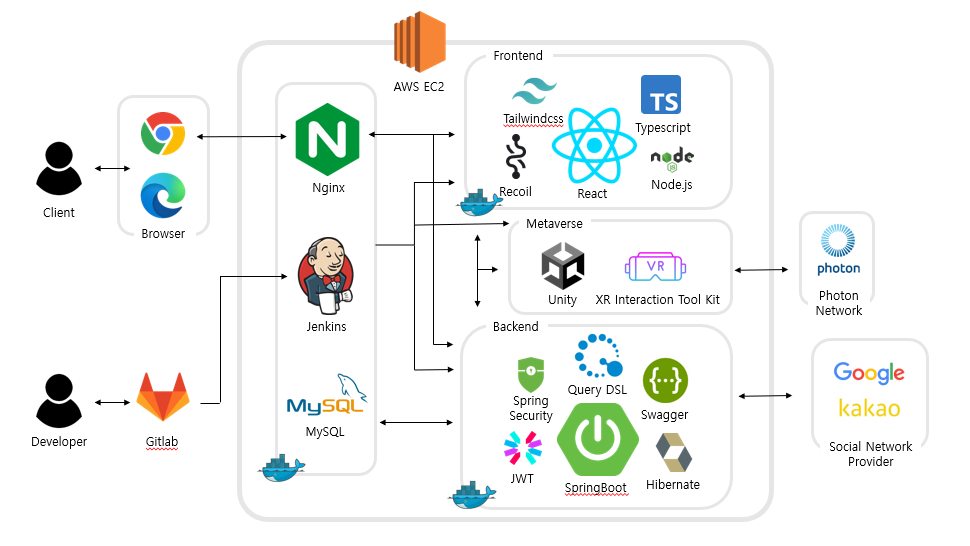 AWS EC2
Frontend
Tailwindcss
TS
Typescript
Recoil
React
node
JS
Node.js
N
Nginx
Client
Browser
Metaverse
Unity
VR
XR Interaction Tool Kit
photon
Photon
Network
Jenkins
Backend
Query DSL
Spring
Security
{...}
Swagger
Google
kakao
Social Network
Provider
Developer
Gitlab
MySQL
MySQL
JWT
SpringBoot
Hibernate